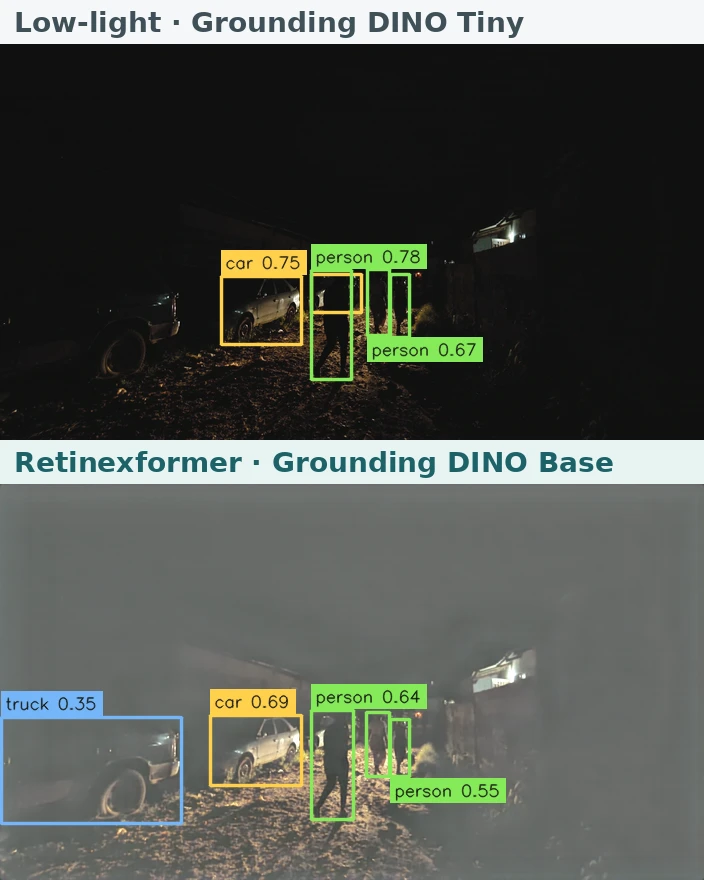 Low-light · Grounding DINO Tiny
car 0.75
person 0.78
person 0.67
Retinexformer · Grounding DINO Base
truck 0.35
car 0.69
person 0.64
person 0.55